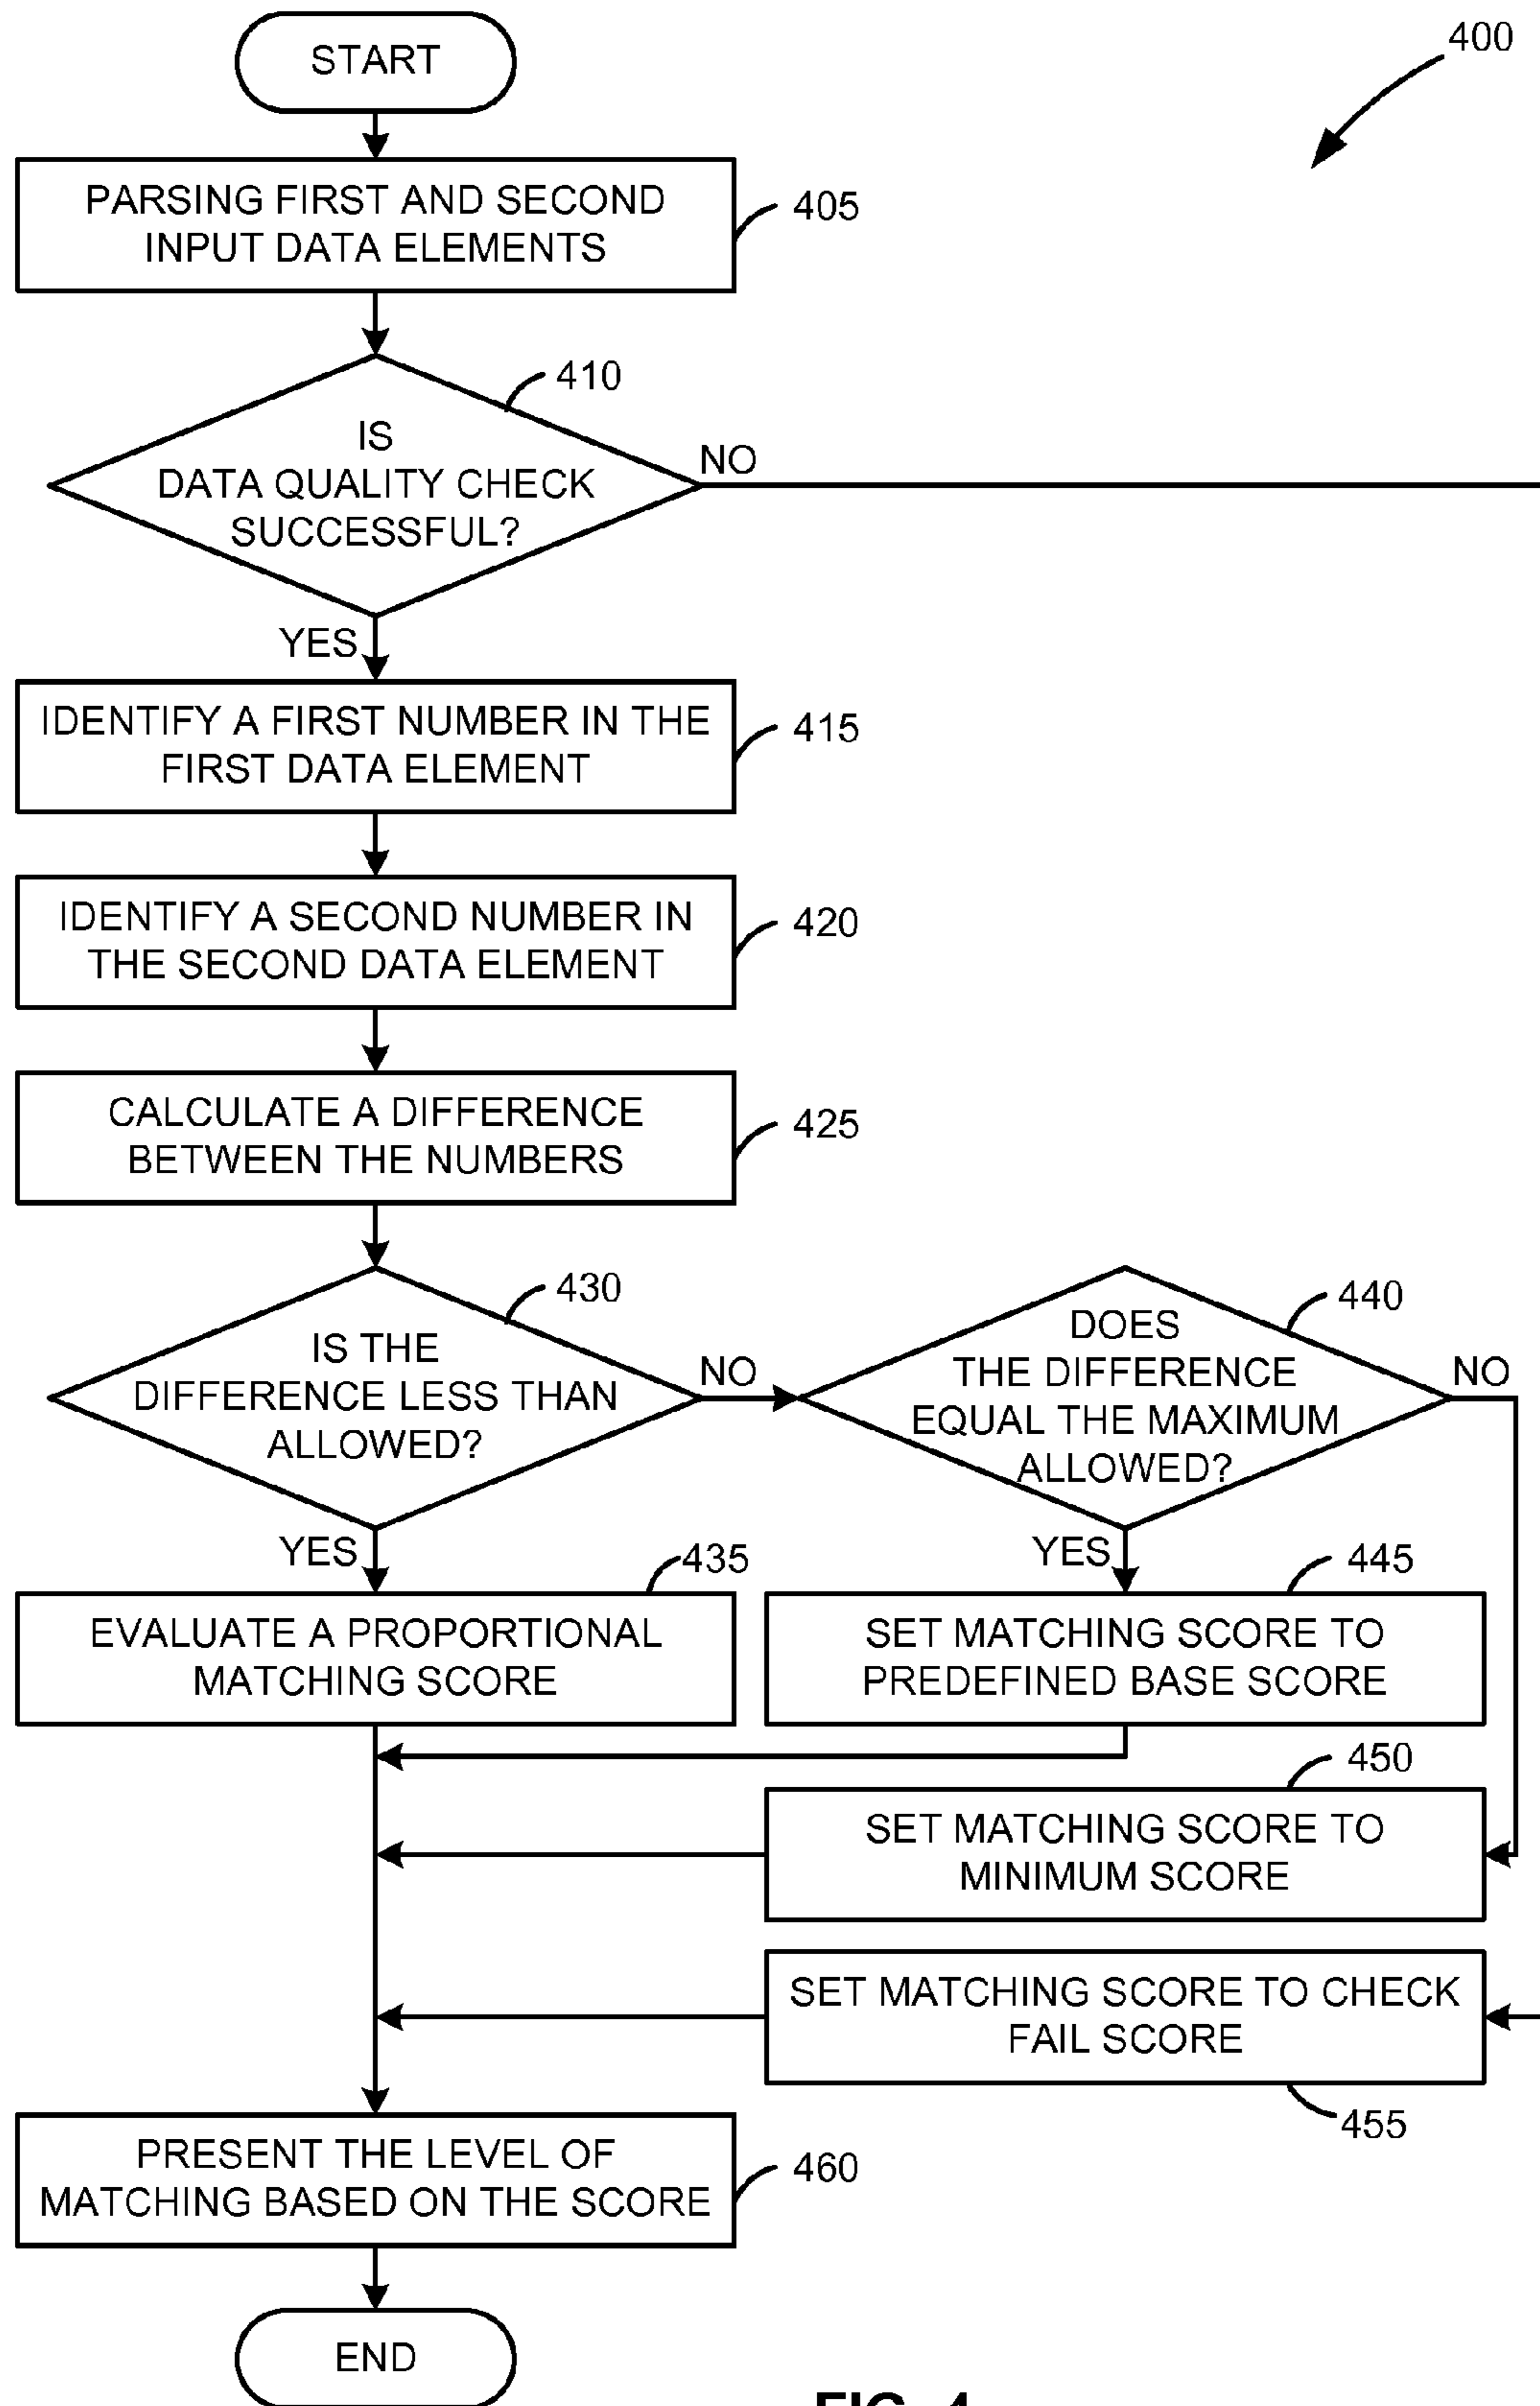 START
400
PARSING FIRST AND SECOND
INPUT DATA ELEMENTS
405
410
IS
DATA QUALITY CHECK
SUCCESSFUL?
NO
YES
IDENTIFY A FIRST NUMBER IN THE
FIRST DATA ELEMENT
415
IDENTIFY A SECOND NUMBER IN
THE SECOND DATA ELEMENT
420
CALCULATE A DIFFERENCE
BETWEEN THE NUMBERS
425
430
IS THE
DIFFERENCE LESS THAN
ALLOWED?
NO
YES
440
DOES
THE DIFFERENCE
EQUAL THE MAXIMUM
ALLOWED?
NO
YES
435
EVALUATE A PROPORTIONAL
MATCHING SCORE
445
SET MATCHING SCORE TO
PREDEFINED BASE SCORE
450
SET MATCHING SCORE TO
MINIMUM SCORE
SET MATCHING SCORE TO CHECK
FAIL SCORE
455
PRESENT THE LEVEL OF
MATCHING BASED ON THE SCORE
460
END